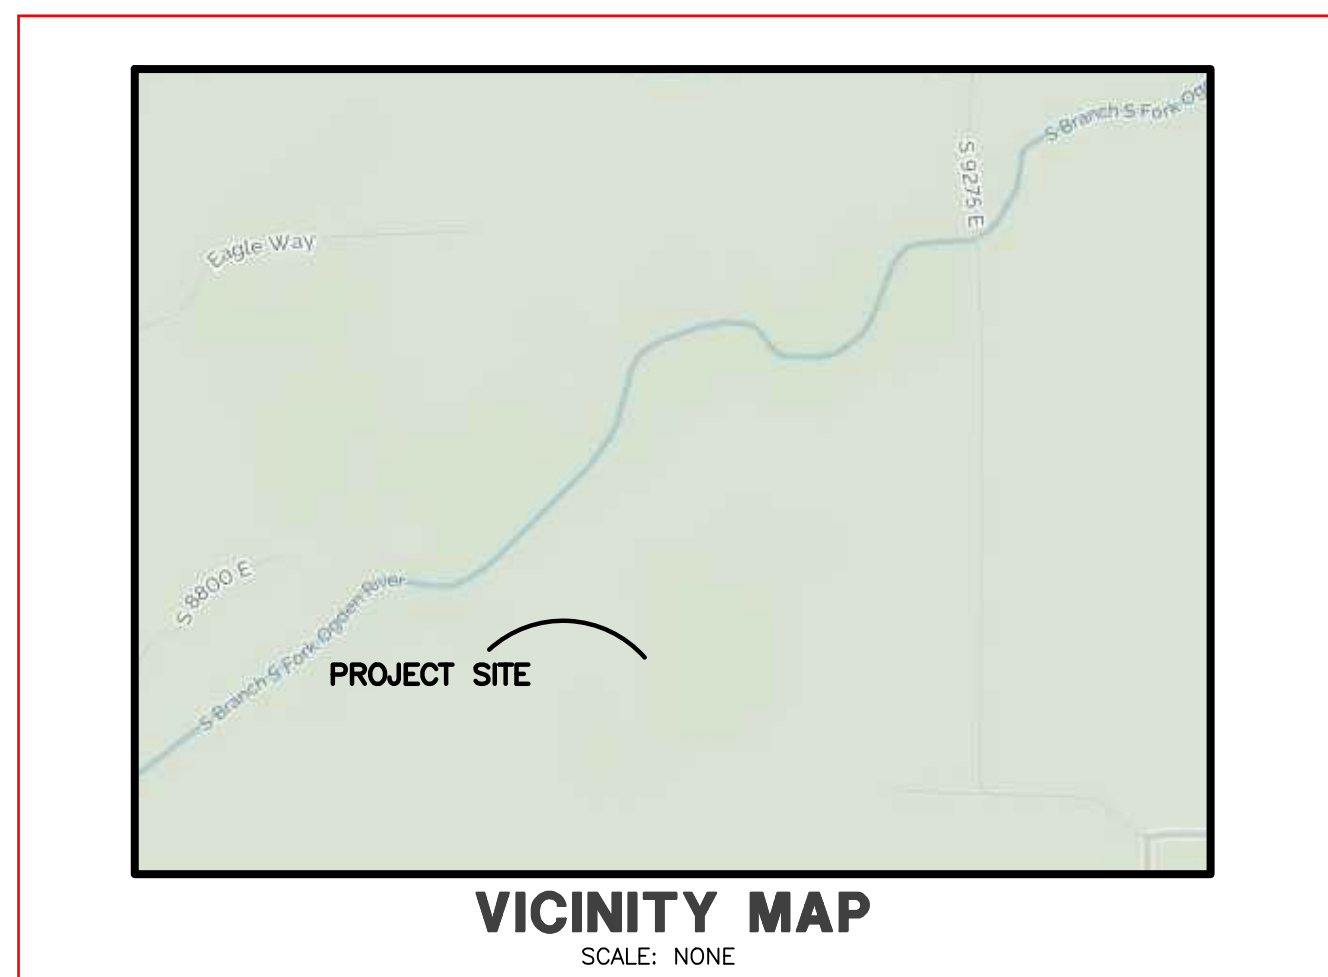 S Branch S Fork Og
S 9275 E
Eagle Way
S 8800 E
S Branch S Fork Ogden River
PROJECT SITE
VICINITY MAP
SCALE: NONE